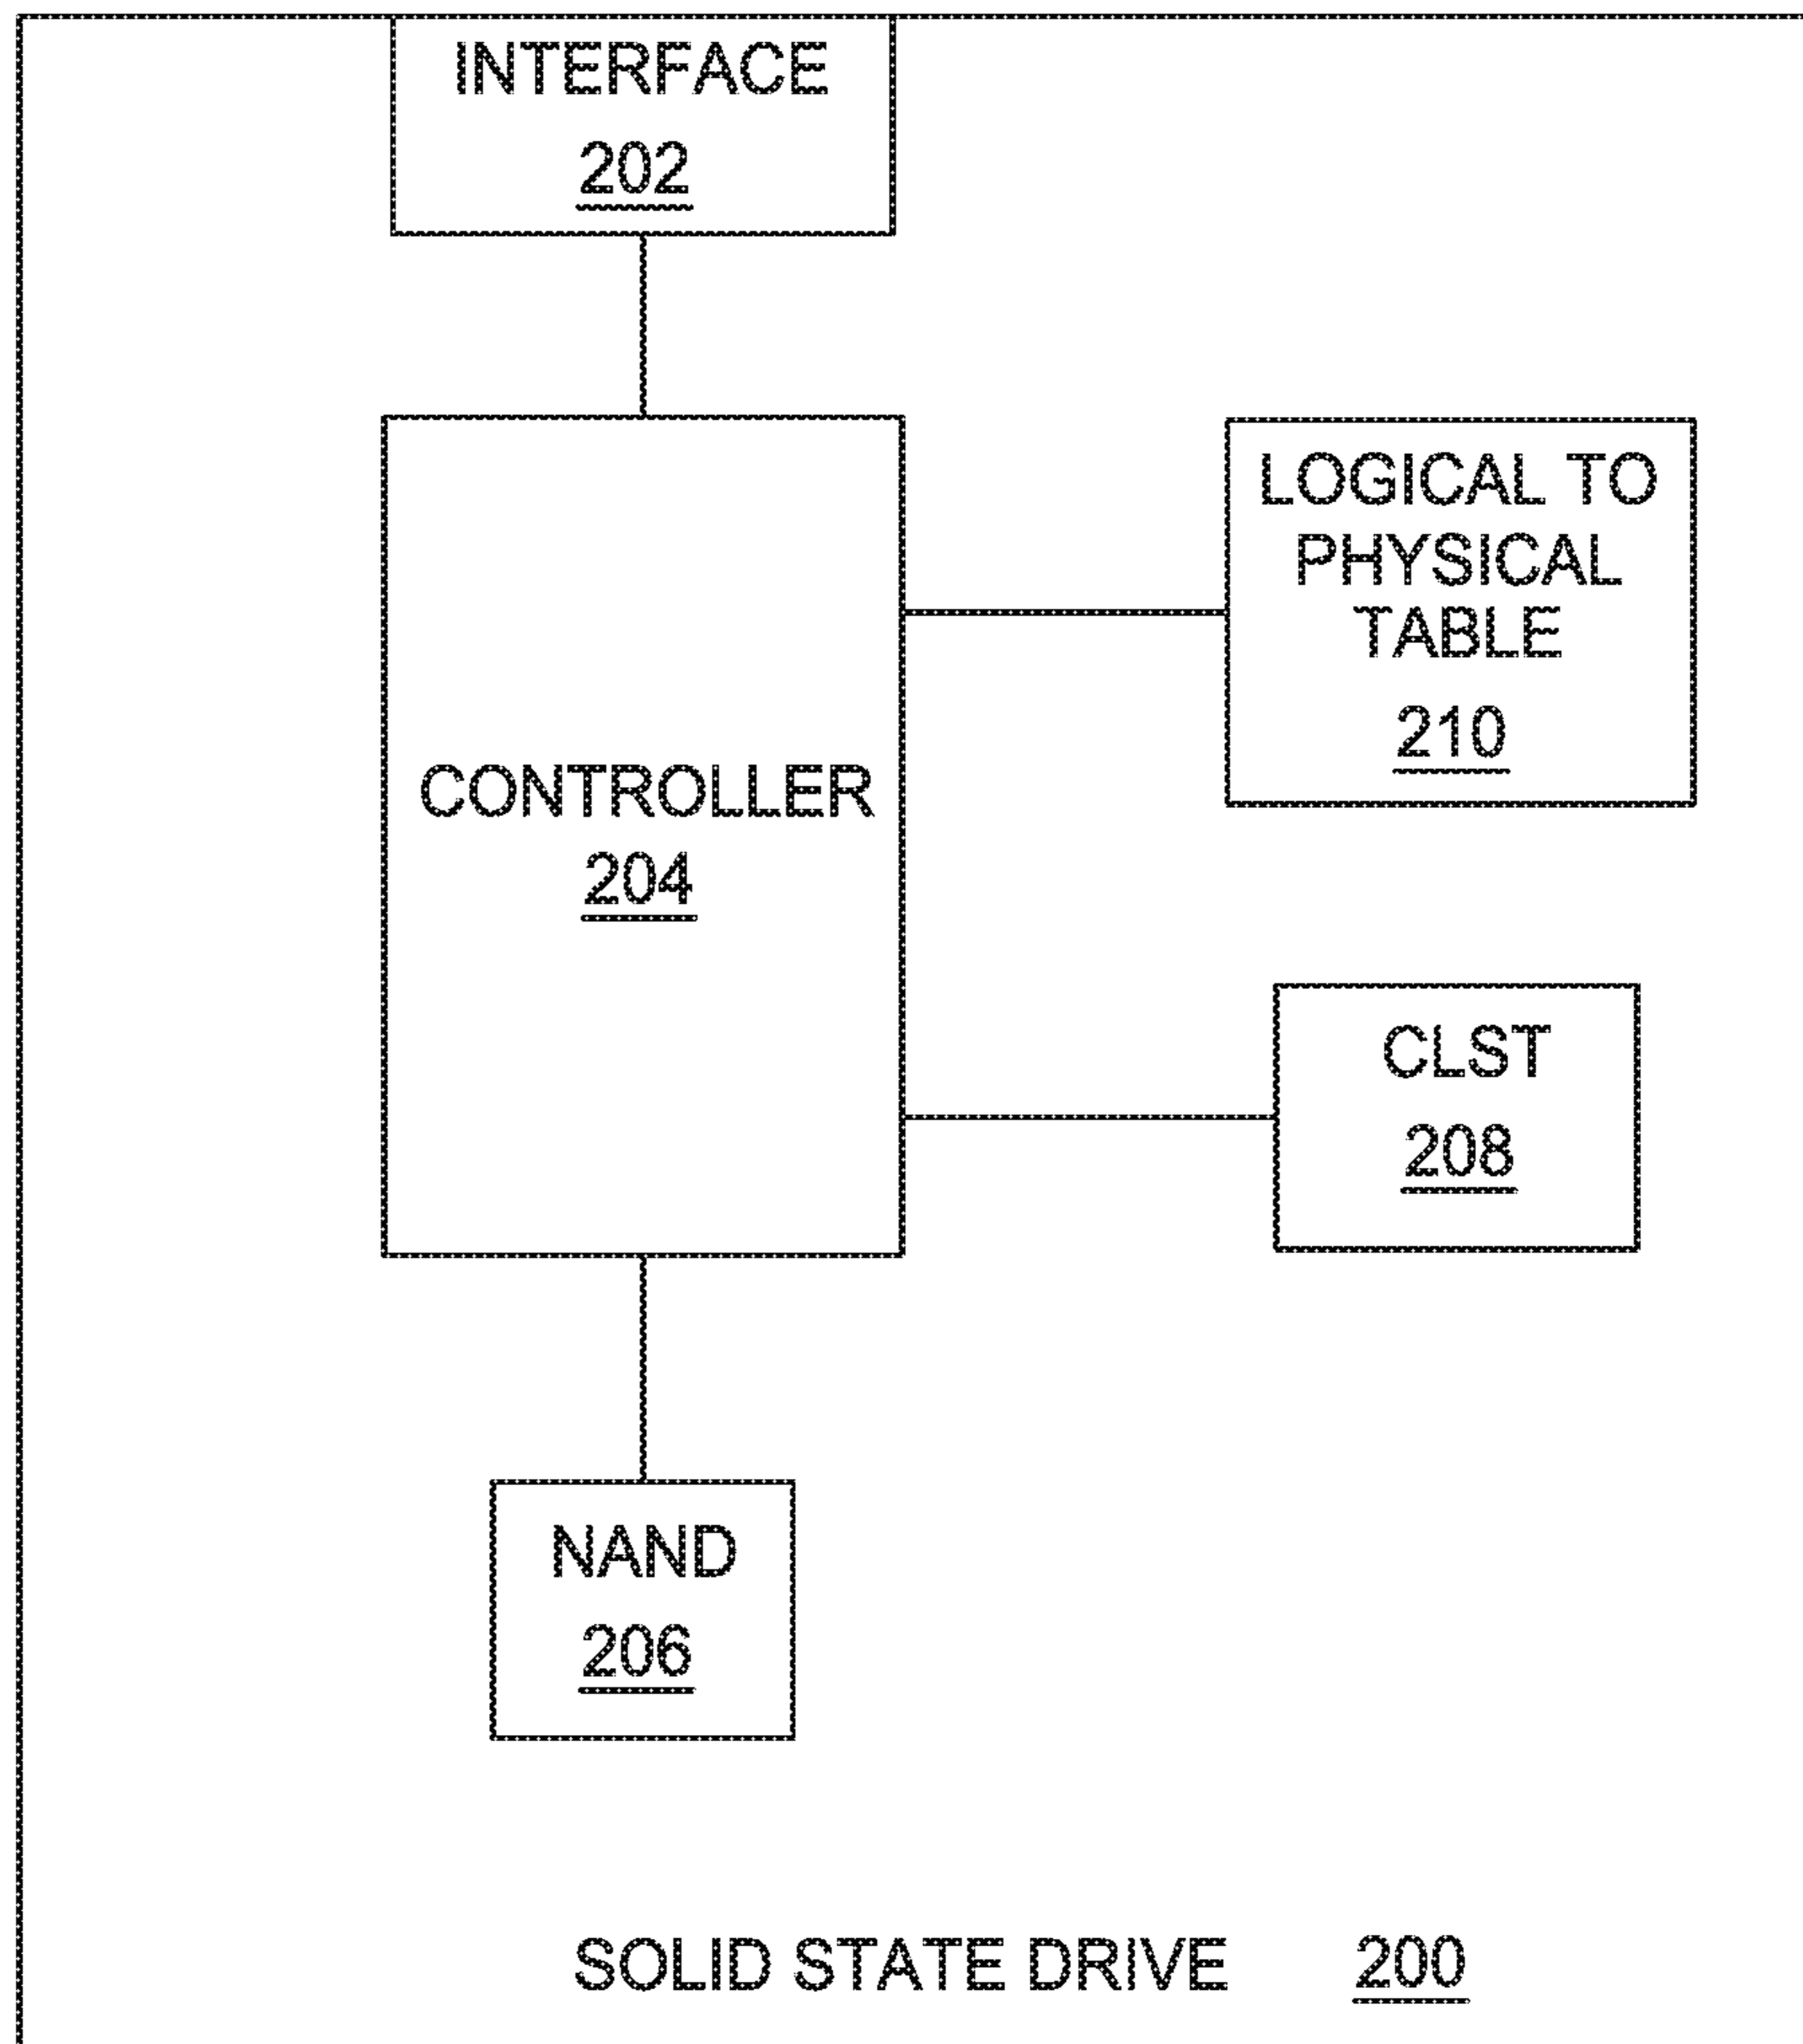 INTERFACE
202
LOGICAL TO
PHYSICAL
TABLE
210
CONTROLLER
204
CLST
208
NAND
206
SOLID STATE DRIVE 200